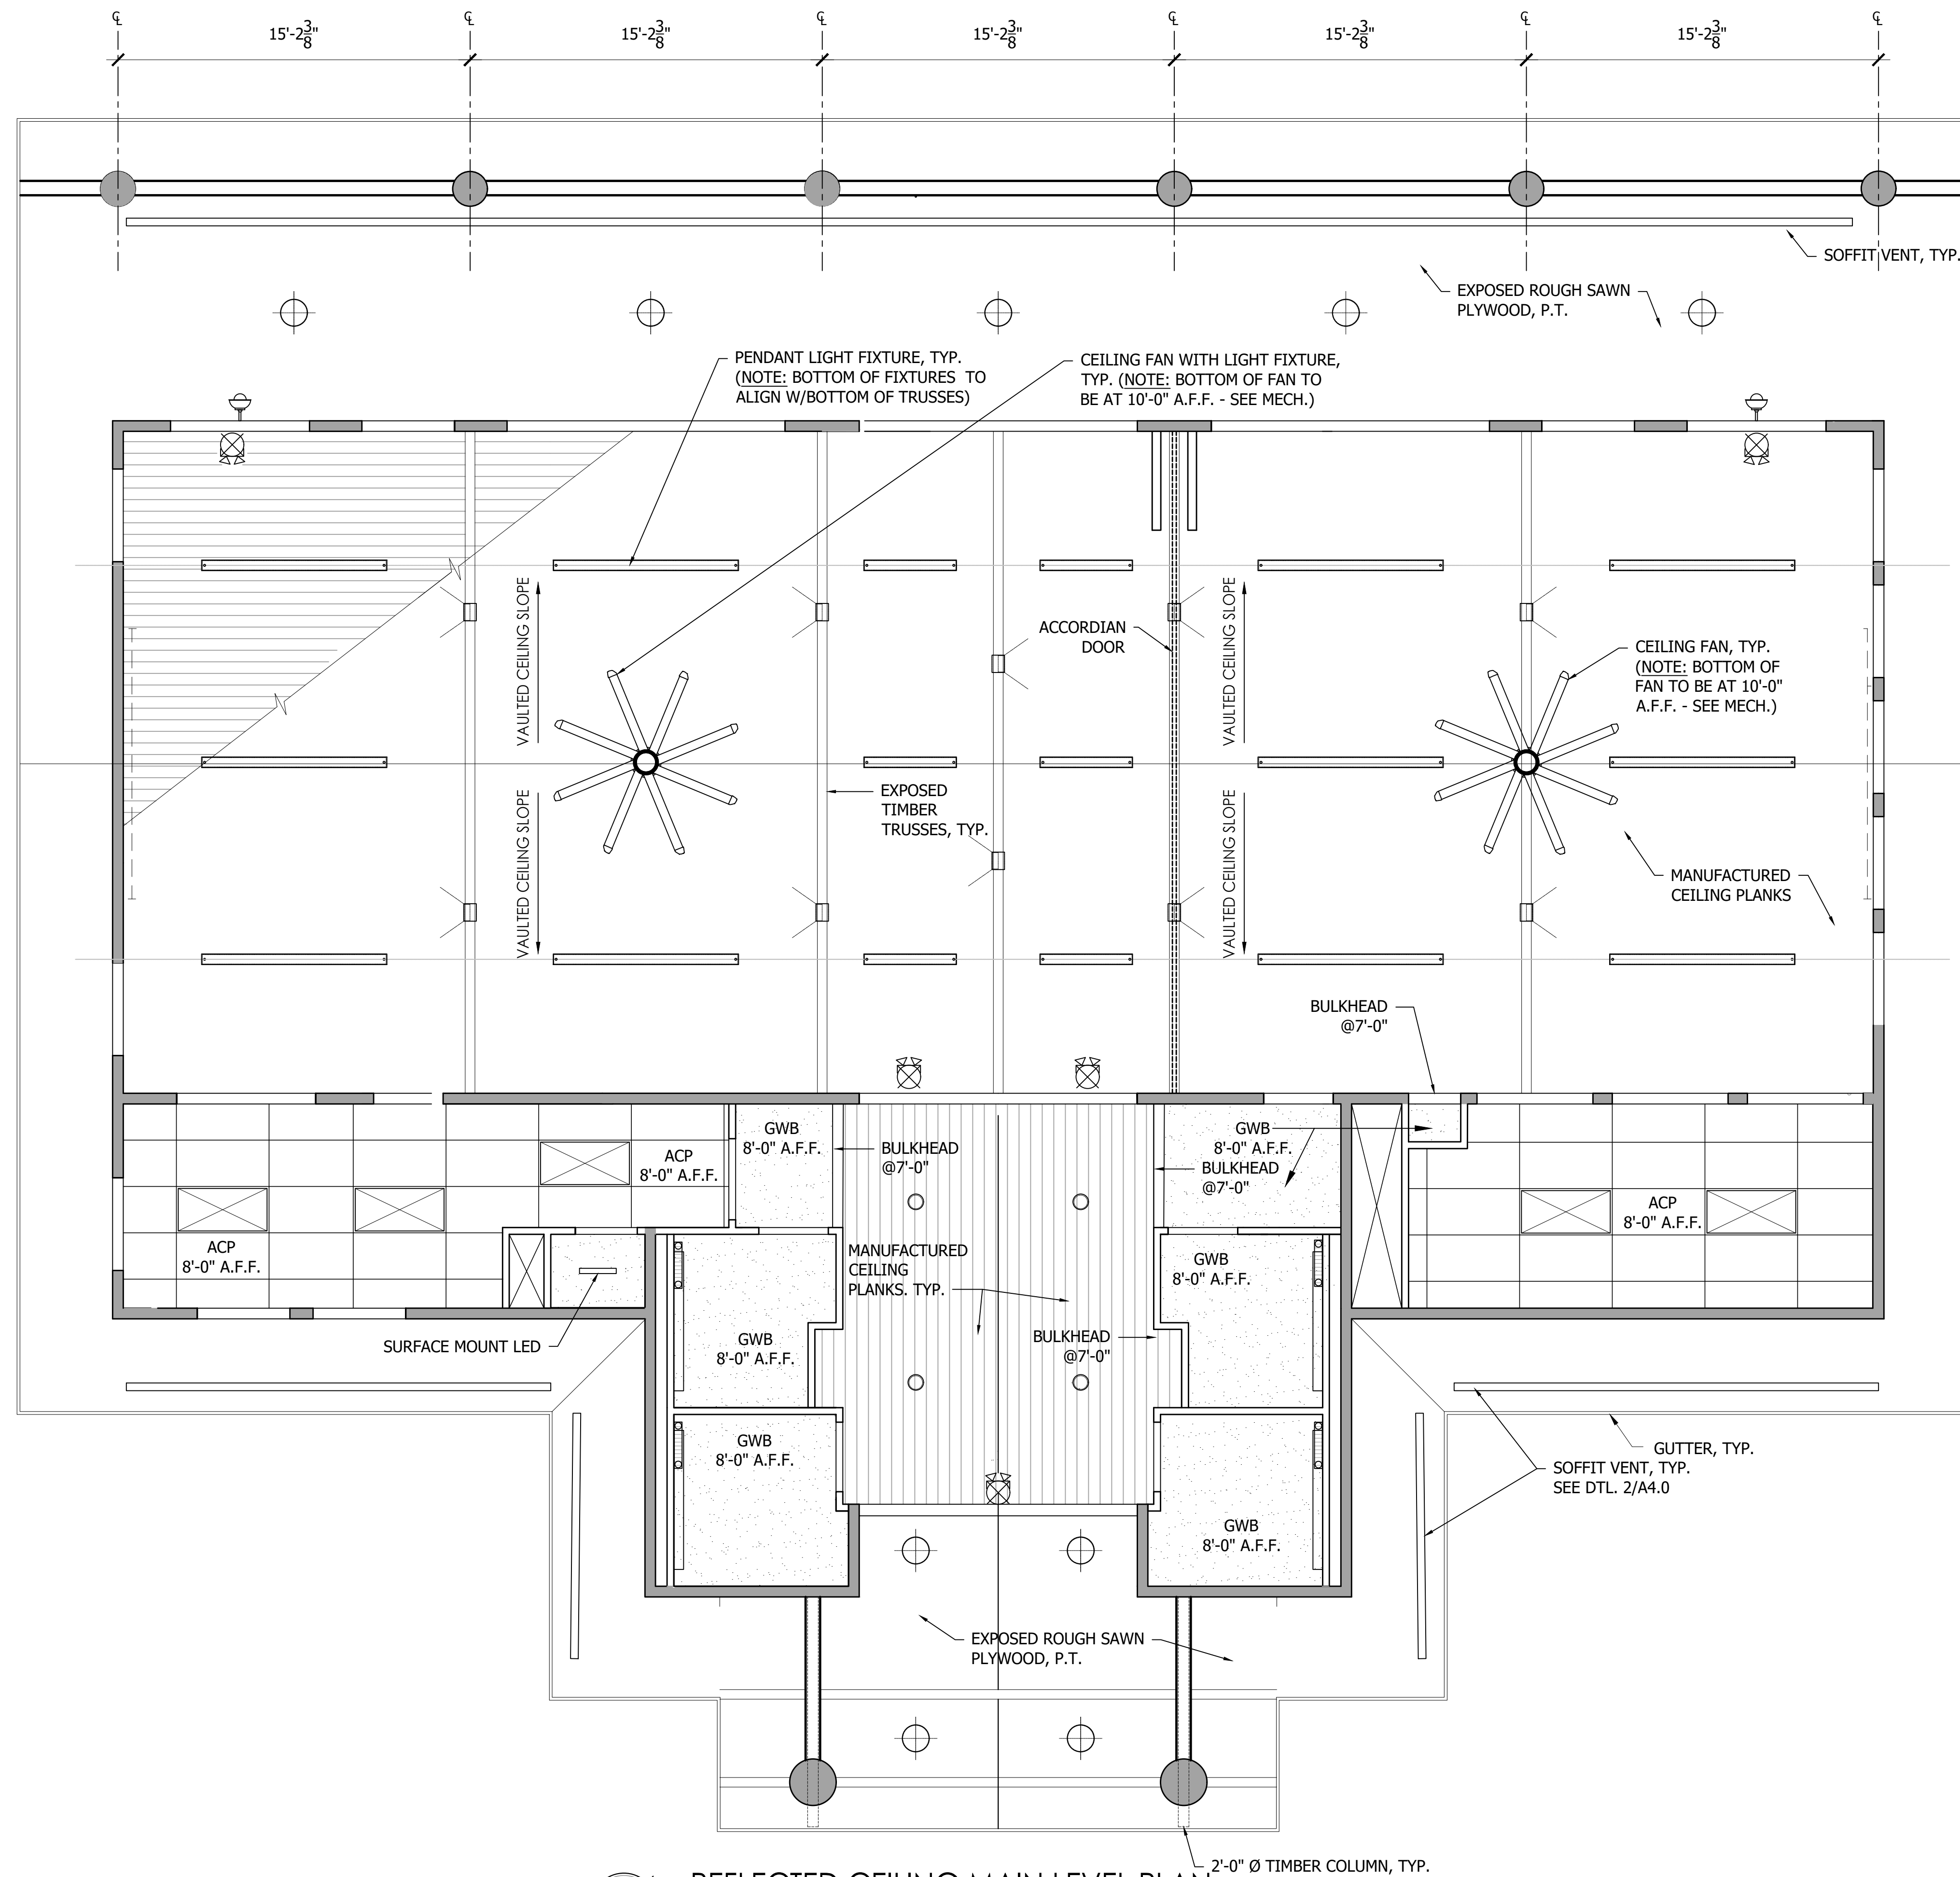 ℄ ℄ ℄ ℄ ℄ ℄
15'-2 3/8" 15'-2 3/8" 15'-2 3/8" 15'-2 3/8" 15'-2 3/8"
SOFFIT VENT, TYP.
EXPOSED ROUGH SAWN
PLYWOOD, P.T.
PENDANT LIGHT FIXTURE, TYP.
(NOTE: BOTTOM OF FIXTURES TO
ALIGN W/BOTTOM OF TRUSSES)
CEILING FAN WITH LIGHT FIXTURE,
TYP. (NOTE: BOTTOM OF FAN TO
BE AT 10'-0" A.F.F. - SEE MECH.)
VAULTED CEILING SLOPE
VAULTED CEILING SLOPE
ACCORDIAN
DOOR
VAULTED CEILING SLOPE
VAULTED CEILING SLOPE
CEILING FAN, TYP.
(NOTE: BOTTOM OF
FAN TO BE AT 10'-0"
A.F.F. - SEE MECH.)
EXPOSED
TIMBER
TRUSSES, TYP.
MANUFACTURED
CEILING PLANKS
BULKHEAD
@7'-0"
GWB
8'-0" A.F.F.
ACP
8'-0" A.F.F.
BULKHEAD
@7'-0"
GWB
8'-0" A.F.F.
BULKHEAD
@7'-0"
ACP
8'-0" A.F.F.
ACP
8'-0" A.F.F.
MANUFACTURED
CEILING
PLANKS. TYP.
GWB
8'-0" A.F.F.
SURFACE MOUNT LED
GWB
8'-0" A.F.F.
BULKHEAD
@7'-0"
GWB
8'-0" A.F.F.
GUTTER, TYP.
SOFFIT VENT, TYP.
SEE DTL. 2/A4.0
GWB
8'-0" A.F.F.
EXPOSED ROUGH SAWN
PLYWOOD, P.T.
2'-0" Ø TIMBER COLUMN, TYP.
REFLECTED CEILING MAIN LEVEL PLAN